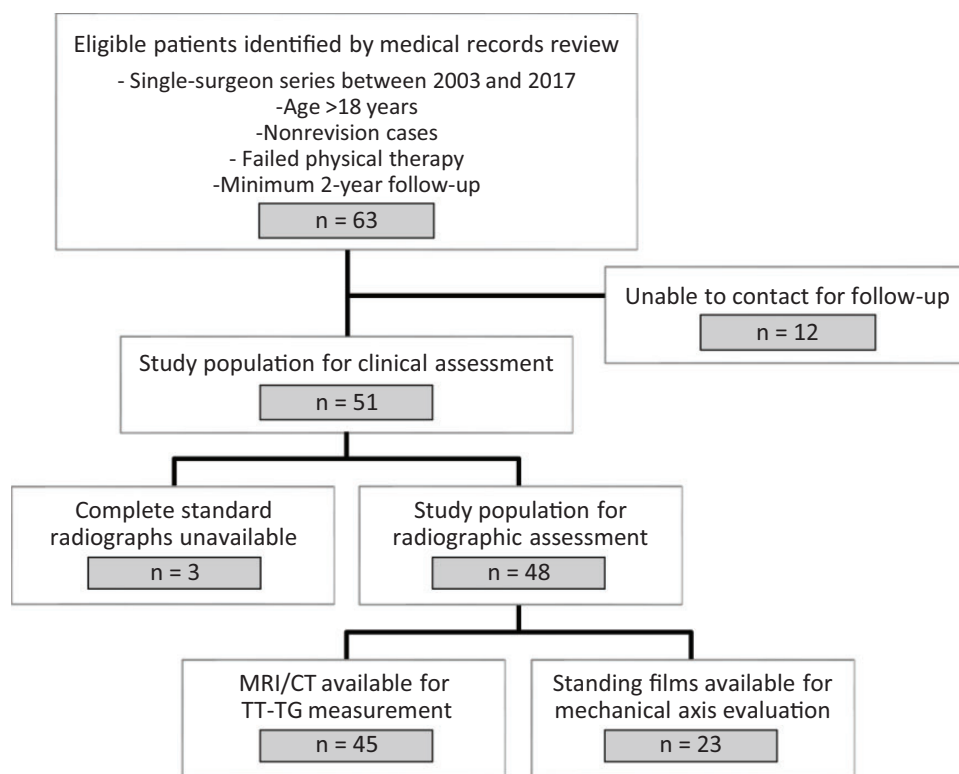 Eligible patients identified by medical records review
- Single-surgeon series between 2003 and 2017
-Age >18 years
-Nonrevision cases
- Failed physical therapy
-Minimum 2-year follow-up
n = 63
Unable to contact for follow-up
n = 12
Study population for clinical assessment
n = 51
Complete standard
radiographs unavailable
n = 3
Study population for
radiographic assessment
n = 48
MRI/CT available for
TT-TG measurement
n = 45
Standing films available for
mechanical axis evaluation
n = 23